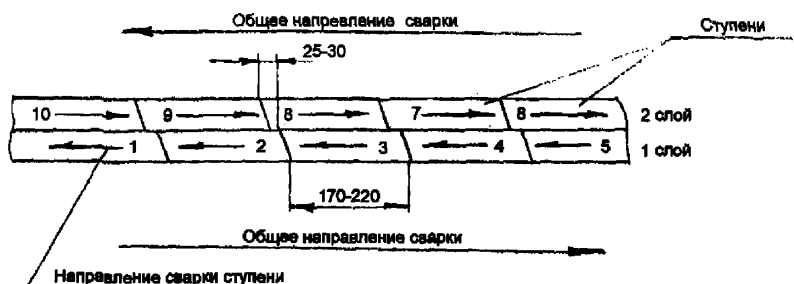 Общее напревление сварки
Ступени
25-30
10 9 8 7 8 2 слой
1 2 3 4 5 1 слой
170-220
Общее направление сварки
Направление сварки ступени